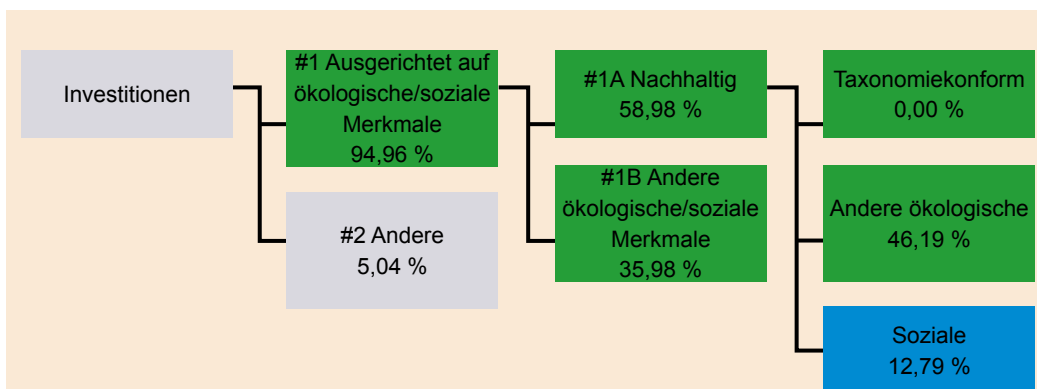 Investitionen
#1 Ausgerichtet auf
ökologische/soziale
Merkmale
94,96 %
#2 Andere
5,04 %
#1A Nachhaltig
58,98 %
#1B Andere
ökologische/soziale
Merkmale
35,98 %
Taxonomiekonform
0,00 %
Andere ökologische
46,19 %
Soziale
12,79 %